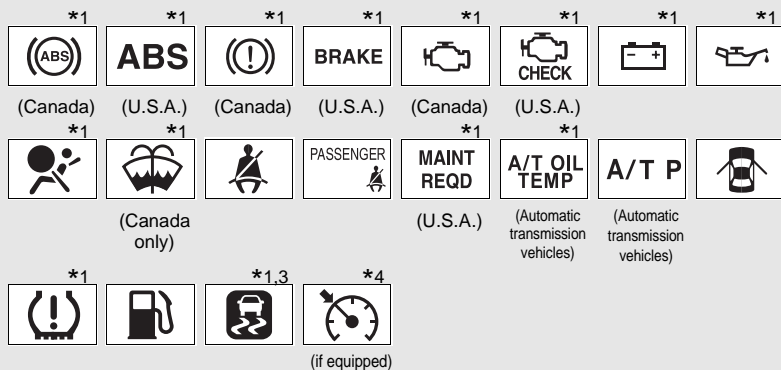 *1 *1 *1 *1 *1 *1 *1 *1
ABS ABS BRAKE CHECK
(Canada) (U.S.A.) (Canada) (U.S.A.) (Canada) (U.S.A.)
*1 *1 *1 *1
PASSENGER MAINT REQD A/T OIL TEMP A/T P
(Canada only) (U.S.A.) (Automatic transmission vehicles) (Automatic transmission vehicles)
*1 *1,3 *4
(if equipped)